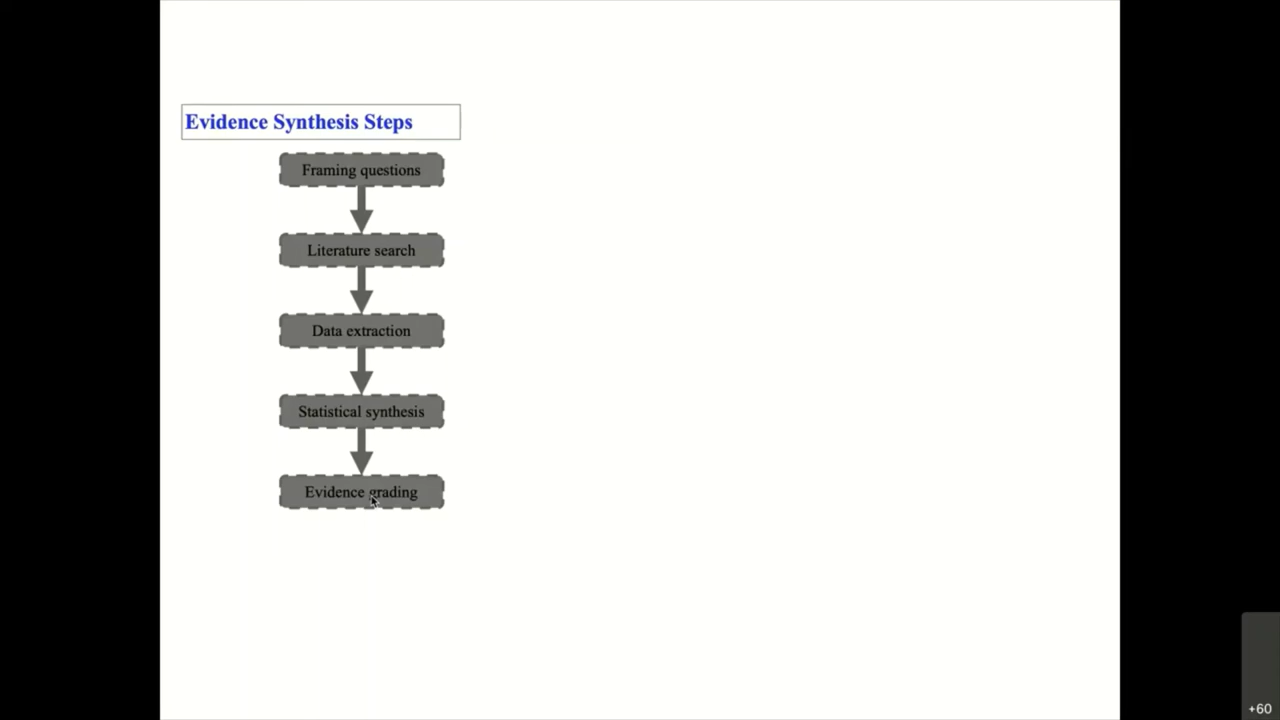 Evidence Synthesis Steps
Framing questions
Literature search
Data extraction
Statistical synthesis
Evidence grading
+60